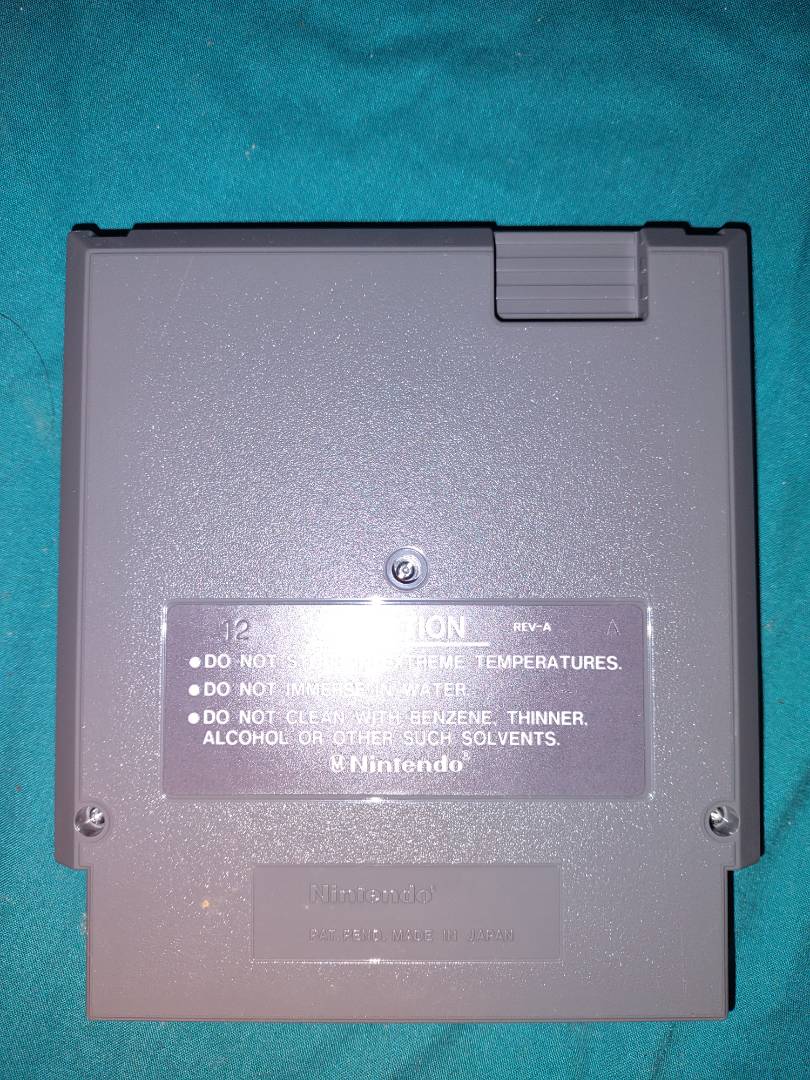 12 REV-A A
● DO NOT EXTREME TEMPERATURES.
● DO NOT IMMERSE IN WATER
● DO NOT CLEAN WITH BENZENE, THINNER,
ALCOHOL OR OTHER SUCH SOLVENTS.
Nintendo®
Nintendo®
PAT. PEND. MADE IN JAPAN